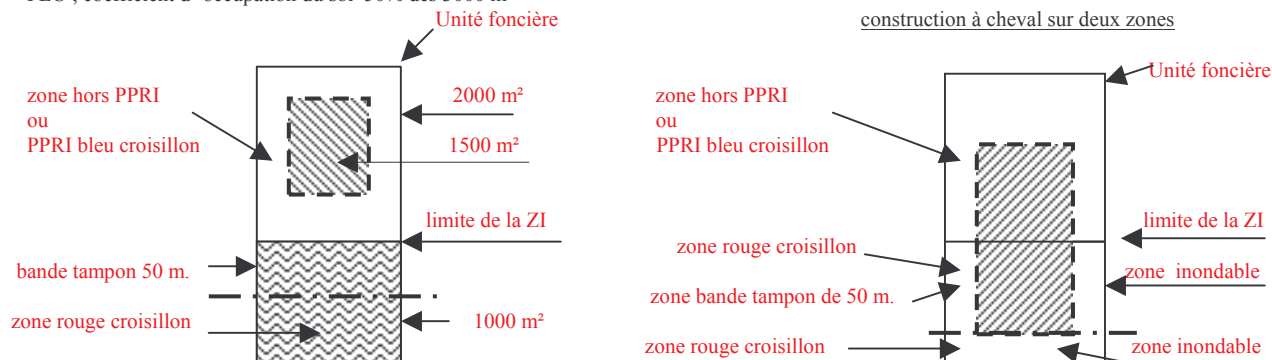 Unité foncière
zone hors PPRI
ou
PPRI bleu croisillon
2000 m²
1500 m²
limite de la ZI
bande tampon 50 m.
zone rouge croisillon
1000 m²
construction à cheval sur deux zones
Unité foncière
zone hors PPRI
ou
PPRI bleu croisillon
limite de la ZI
zone rouge croisillon
zone inondable
zone bande tampon de 50 m.
zone rouge croisillon
zone inondable